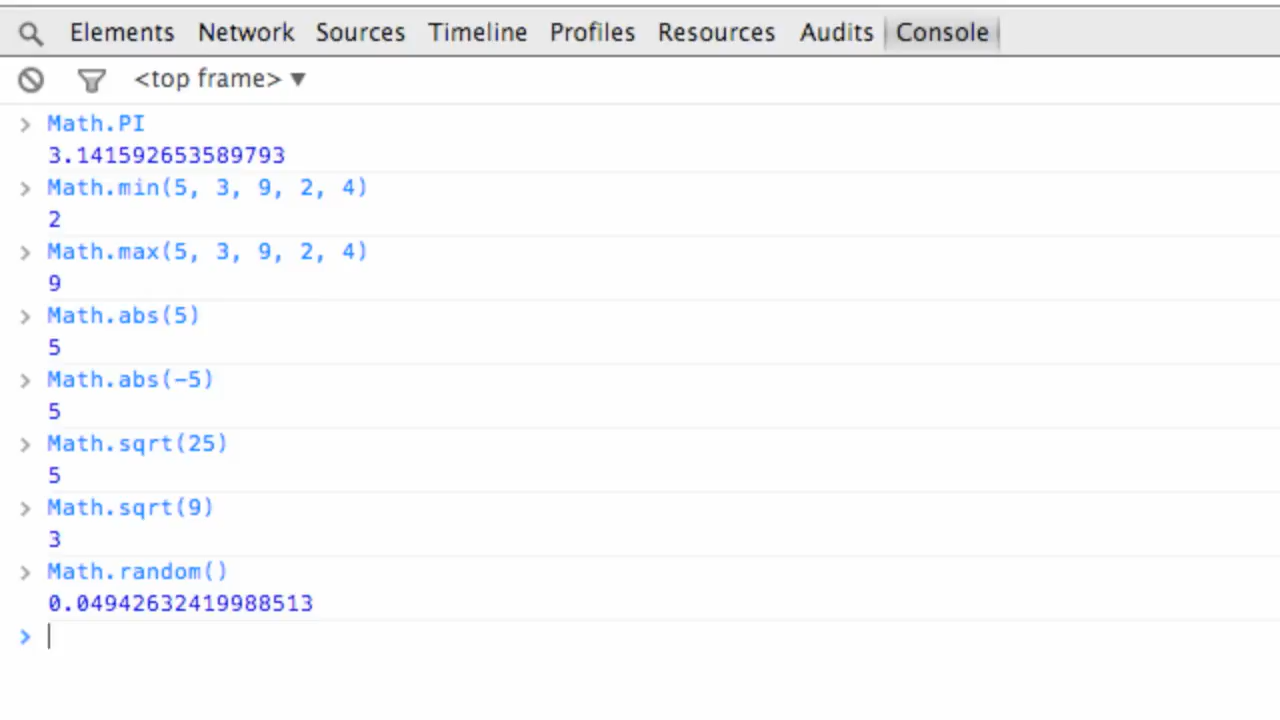 Elements Network Sources Timeline Profiles Resources Audits Console
<top frame> ▼
> Math.PI
3.141592653589793
> Math.min(5, 3, 9, 2, 4)
2
> Math.max(5, 3, 9, 2, 4)
9
> Math.abs(5)
5
> Math.abs(-5)
5
> Math.sqrt(25)
5
> Math.sqrt(9)
3
> Math.random()
0.04942632419988513
>